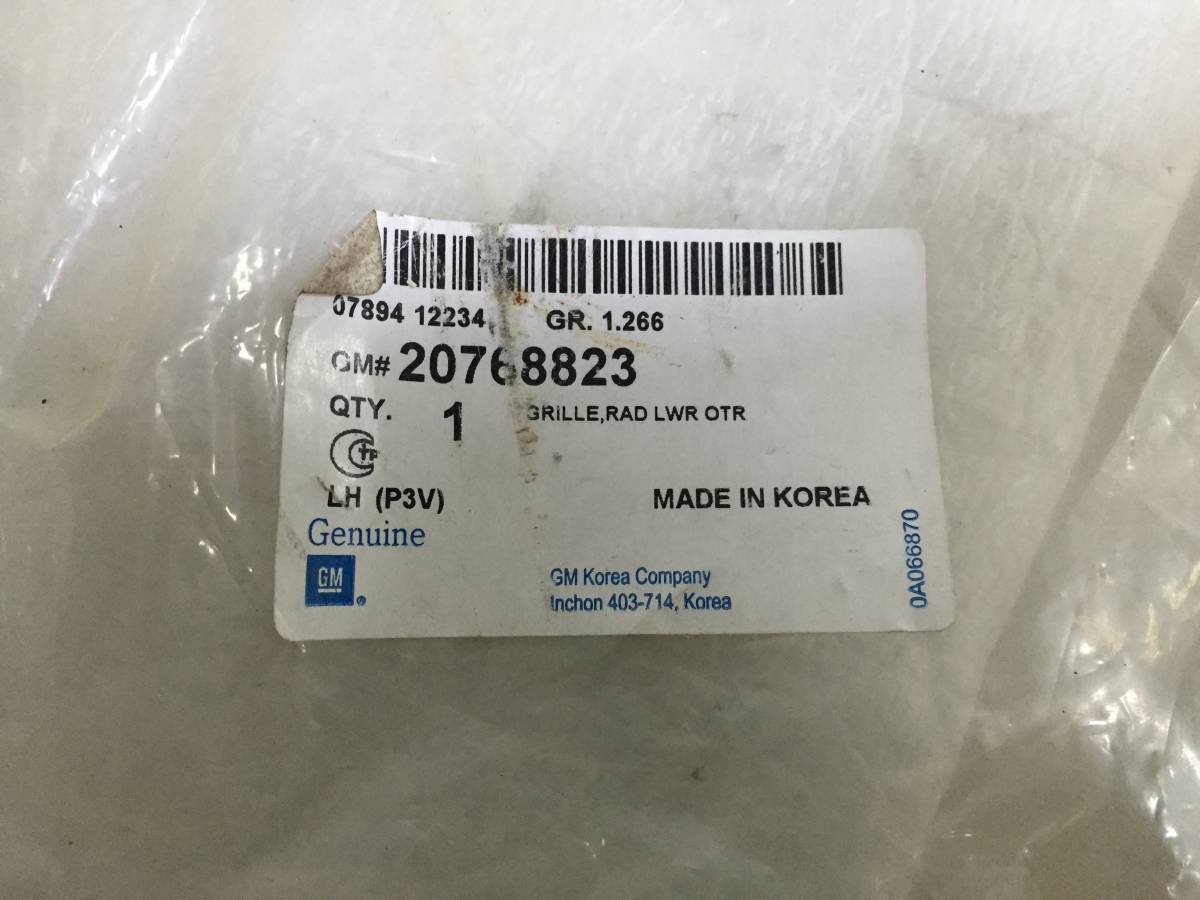 07894 12234 GR. 1.266
GM# 20768823
QTY. 1 GRILLE,RAD LWR OTR
LH (P3V) MADE IN KOREA
Genuine
GM
GM Korea Company
Inchon 403-714, Korea
0A066870